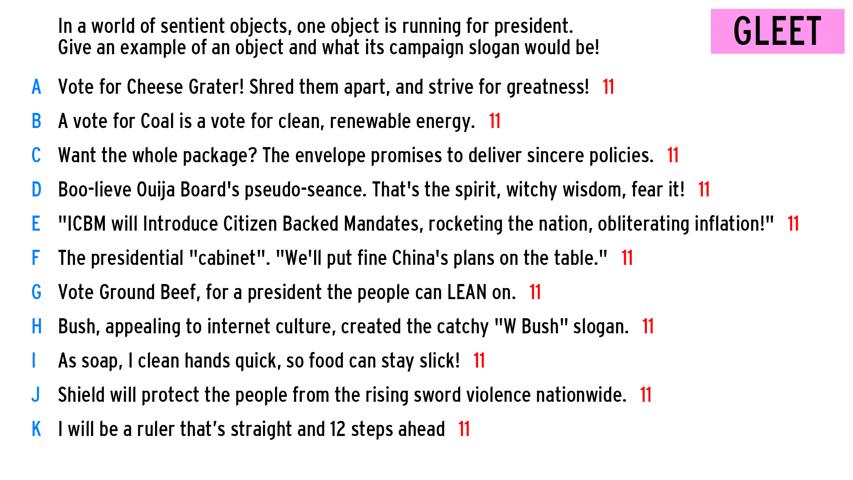 In a world of sentient objects, one object is running for president.
Give an example of an object and what its campaign slogan would be!
GLEET
A Vote for Cheese Grater! Shred them apart, and strive for greatness! 11
B A vote for Coal is a vote for clean, renewable energy. 11
C Want the whole package? The envelope promises to deliver sincere policies. 11
D Boo-lieve Ouija Board's pseudo-seance. That's the spirit, witchy wisdom, fear it! 11
E "ICBM will Introduce Citizen Backed Mandates, rocketing the nation, obliterating inflation!" 11
F The presidential "cabinet". "We'll put fine China's plans on the table." 11
G Vote Ground Beef, for a president the people can LEAN on. 11
H Bush, appealing to internet culture, created the catchy "W Bush" slogan. 11
I As soap, I clean hands quick, so food can stay slick! 11
J Shield will protect the people from the rising sword violence nationwide. 11
K I will be a ruler that’s straight and 12 steps ahead 11